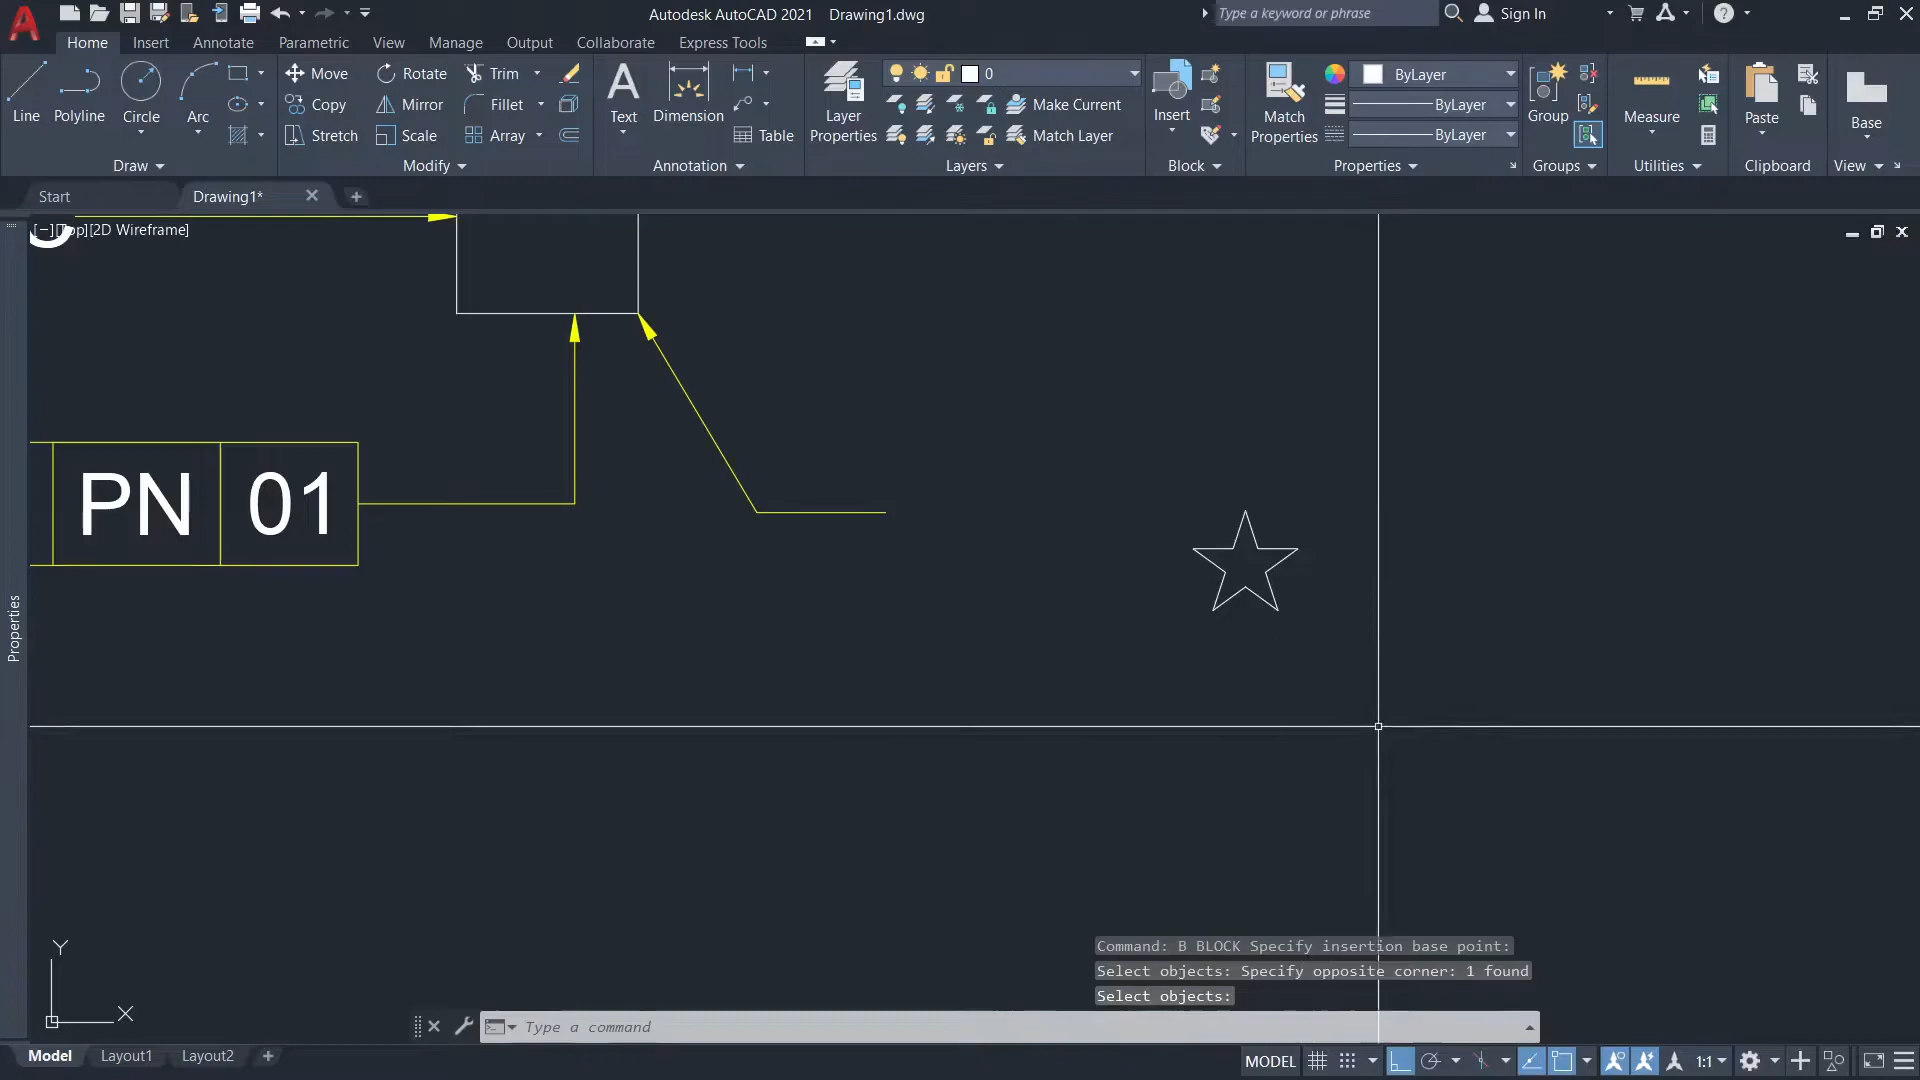 Autodesk AutoCAD 2021 Drawing1.dwg
Type a keyword or phrase
Sign In
Home Insert Annotate Parametric View Manage Output Collaborate Express Tools
Line Polyline Circle Arc
Move Rotate Trim
Copy Mirror Fillet
Stretch Scale Array
Text Dimension Table
Layer Properties
0
Make Current
Match Layer
Insert
Match Properties
ByLayer
ByLayer
ByLayer
Group
Measure
Paste
Base
Draw Modify Annotation Layers Block Properties Groups Utilities Clipboard View
Start Drawing1*
[−][Top][2D Wireframe]
Properties
PN 01
Y
X
Command: B BLOCK Specify insertion base point:
Select objects: Specify opposite corner: 1 found
Select objects:
Type a command
Model Layout1 Layout2
MODEL 1:1